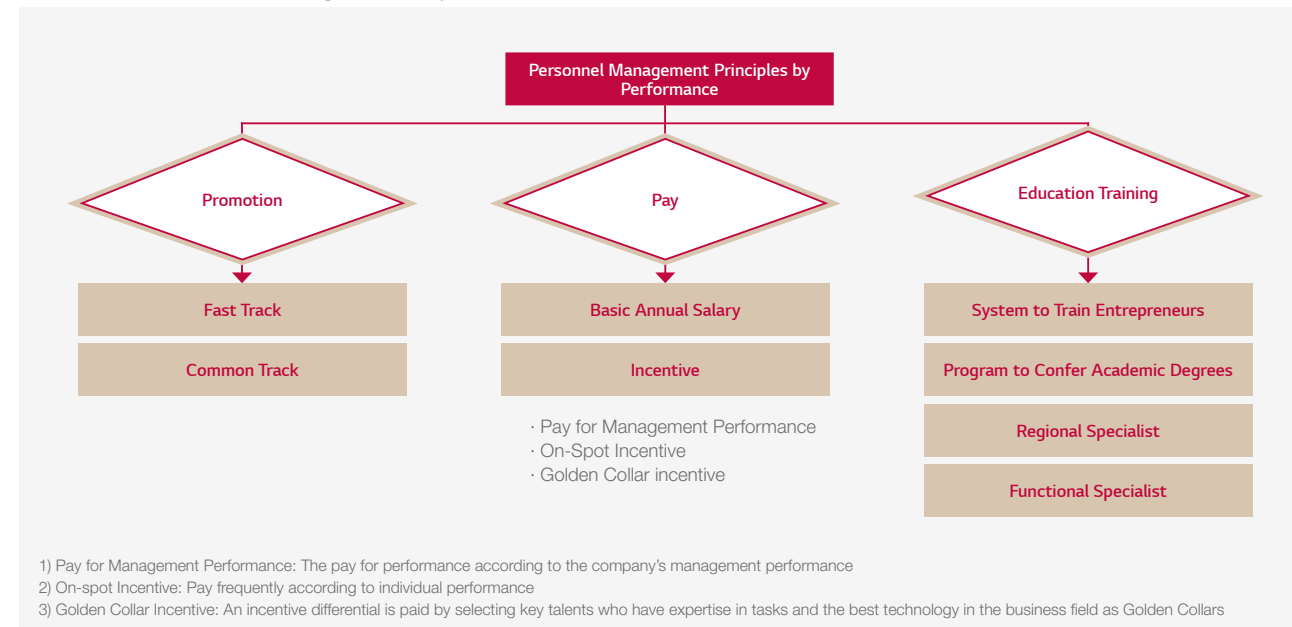 Personnel Management Principles by
Performance
Promotion
Pay
Education Training
Fast Track
Common Track
Basic Annual Salary
Incentive
· Pay for Management Performance
· On-Spot Incentive
· Golden Collar incentive
System to Train Entrepreneurs
Program to Confer Academic Degrees
Regional Specialist
Functional Specialist
1) Pay for Management Performance: The pay for performance according to the company’s management performance
2) On-spot Incentive: Pay frequently according to individual performance
3) Golden Collar Incentive: An incentive differential is paid by selecting key talents who have expertise in tasks and the best technology in the business field as Golden Collars